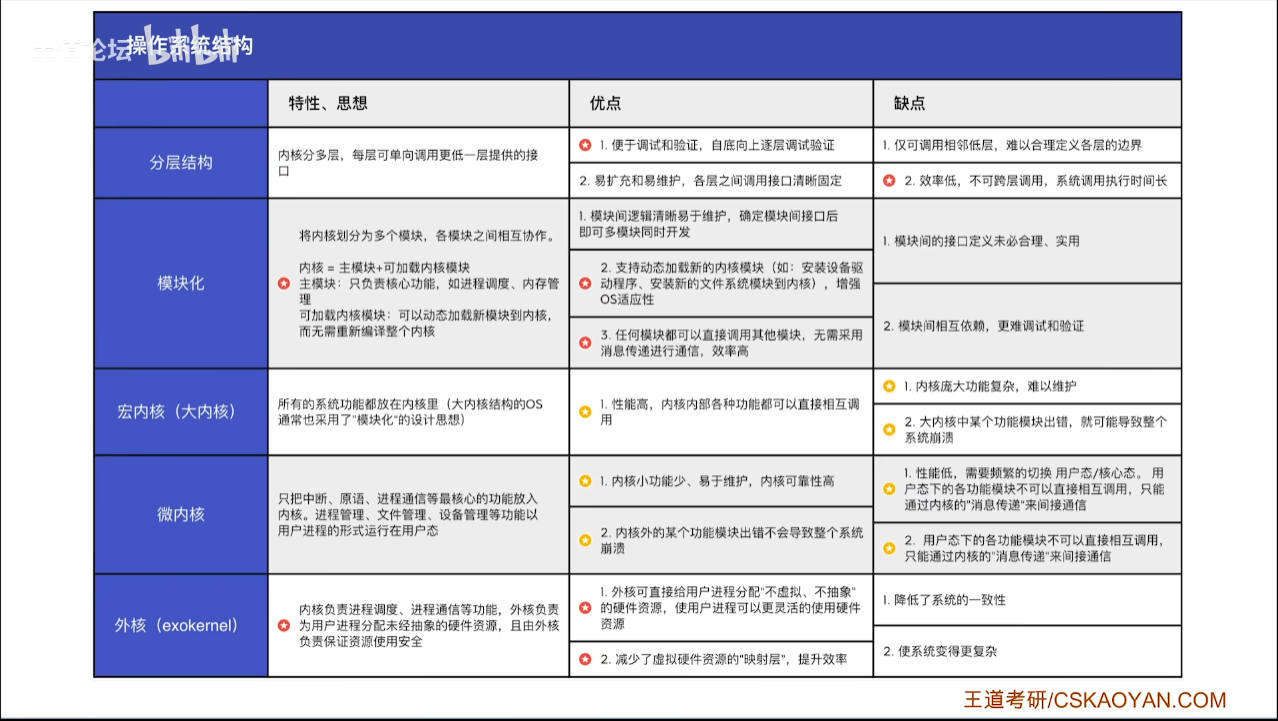 操作系统结构
王道论坛 bilibili
特性、思想
优点
缺点
分层结构
内核分多层，每层可单向调用更低一层提供的接
口
1. 便于调试和验证，自底向上逐层调试验证
2. 易扩充和易维护，各层之间调用接口清晰固定
1. 仅可调用相邻低层，难以合理定义各层的边界
2. 效率低，不可跨层调用，系统调用执行时间长
模块化
将内核划分为多个模块，各模块之间相互协作。
内核 = 主模块+可加载内核模块
主模块：只负责核心功能，如进程调度、内存管
理
可加载内核模块：可以动态加载新模块到内核，
而无需重新编译整个内核
1. 模块间逻辑清晰易于维护，确定模块间接口后
即可多模块同时开发
2. 支持动态加载新的内核模块（如：安装设备驱
动程序、安装新的文件系统模块到内核），增强
OS适应性
3. 任何模块都可以直接调用其他模块，无需采用
消息传递进行通信，效率高
1. 模块间的接口定义未必合理、实用
2. 模块间相互依赖，更难调试和验证
宏内核（大内核）
所有的系统功能都放在内核里（大内核结构的OS
通常也采用了"模块化"的设计思想）
1. 性能高，内核内部各种功能都可以直接相互调
用
1. 内核庞大功能复杂，难以维护
2. 大内核中某个功能模块出错，就可能导致整个
系统崩溃
微内核
只把中断、原语、进程通信等最核心的功能放入
内核。进程管理、文件管理、设备管理等功能以
用户进程的形式运行在用户态
1. 内核小功能少、易于维护，内核可靠性高
2. 内核外的某个功能模块出错不会导致整个系统
崩溃
1. 性能低，需要频繁的切换 用户态/核心态。 用
户态下的各功能模块不可以直接相互调用，只能
通过内核的"消息传递"来间接通信
2. 用户态下的各功能模块不可以直接相互调用，
只能通过内核的"消息传递"来间接通信
外核（exokernel）
内核负责进程调度、进程通信等功能，外核负责
为用户进程分配未经抽象的硬件资源，且由外核
负责保证资源使用安全
1. 外核可直接给用户进程分配"不虚拟、不抽象"
的硬件资源，使用户进程可以更灵活的使用硬件
资源
2. 减少了虚拟硬件资源的"映射层"，提升效率
1. 降低了系统的一致性
2. 使系统变得更复杂
王道考研/CSKAOYAN.COM